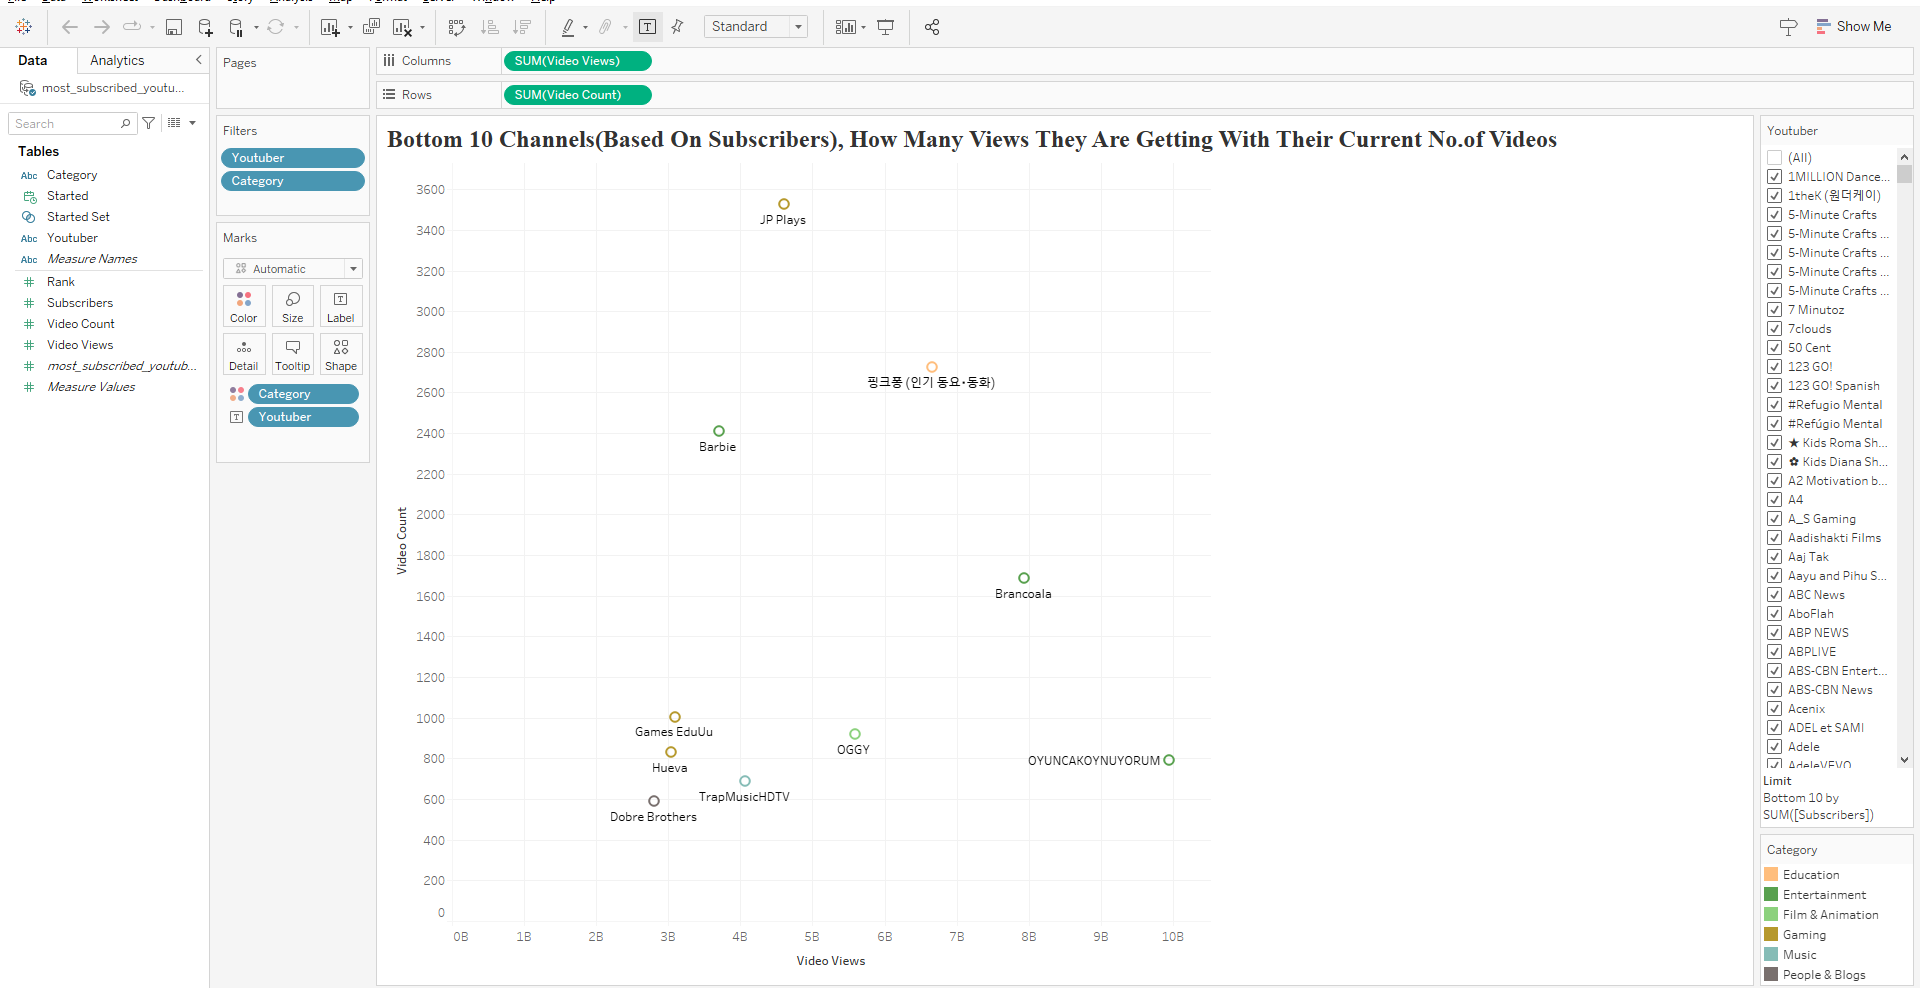 Standard
Show Me
Data
Analytics
Pages
Columns
SUM(Video Views)
most_subscribed_youtu...
Rows
SUM(Video Count)
Search
Filters
Youtuber
Category
Tables
Category
Started
Started Set
Youtuber
Measure Names
Rank
Subscribers
Video Count
Video Views
most_subscribed_youtub...
Measure Values
Marks
Automatic
Color
Size
Label
Detail
Tooltip
Shape
Category
Youtuber
Bottom 10 Channels(Based On Subscribers), How Many Views They Are Getting With Their Current No.of Videos
3600
3400
3200
3000
2800
2600
2400
2200
2000
1800
1600
1400
1200
1000
800
600
400
200
0
Video Count
JP Plays
핑크퐁 (인기 동요･동화)
Barbie
Brancoala
Games EduUu
OGGY
Hueva
OYUNCAKOYNUYORUM
TrapMusicHDTV
Dobre Brothers
0B
1B
2B
3B
4B
5B
6B
7B
8B
9B
10B
Video Views
Youtuber
(All)
1MILLION Dance...
1theK (원더케이)
5-Minute Crafts
5-Minute Crafts ...
5-Minute Crafts ...
5-Minute Crafts ...
5-Minute Crafts ...
7 Minutoz
7clouds
50 Cent
123 GO!
123 GO! Spanish
#Refugio Mental
#Refúgio Mental
★ Kids Roma Sh...
✿ Kids Diana Sh...
A2 Motivation b...
A4
A_S Gaming
Aadishakti Films
Aaj Tak
Aayu and Pihu S...
ABC News
AboFlah
ABP NEWS
ABPLIVE
ABS-CBN Entert...
ABS-CBN News
Acenix
ADEL et SAMI
Adele
AdeleVEVO
Limit
Bottom 10 by
SUM([Subscribers])
Category
Education
Entertainment
Film & Animation
Gaming
Music
People & Blogs